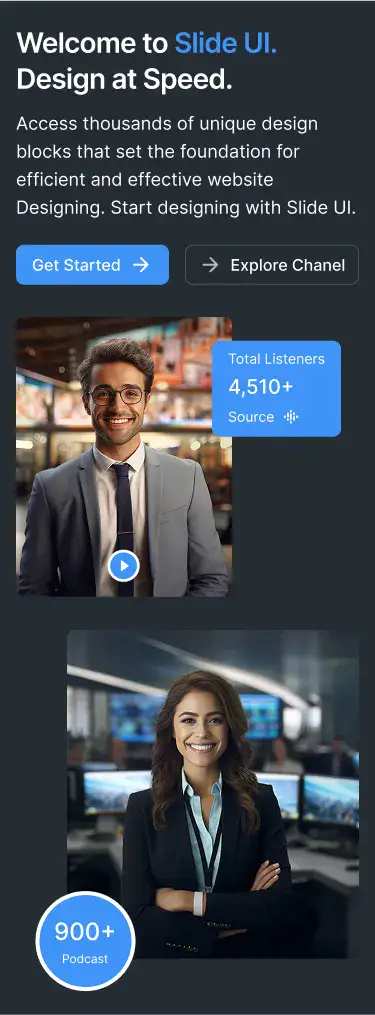 Welcome to Slide UI.
Design at Speed.
Access thousands of unique design
blocks that set the foundation for
efficient and effective website
Designing. Start designing with Slide UI.
Get Started
Explore Chanel
Total Listeners
4,510+
Source
900+
Podcast